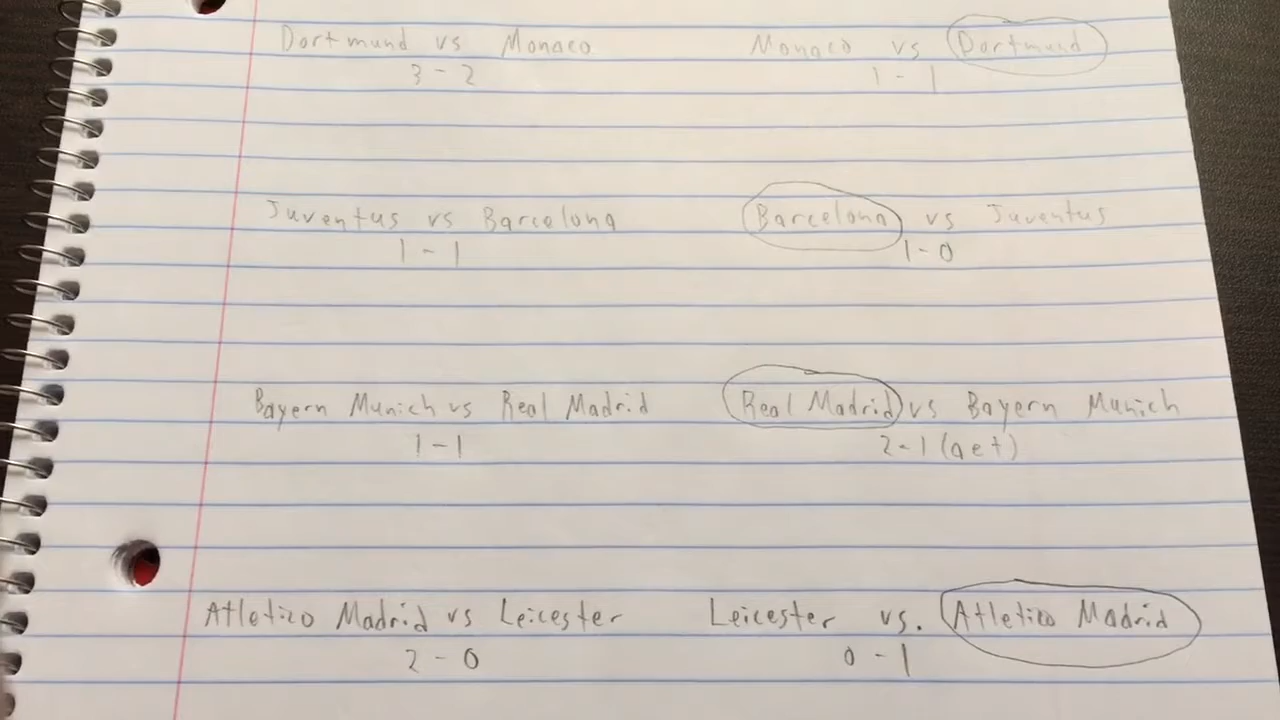 Dortmund vs Monaco Monaco vs Dortmund
3 - 2 1 - 1
Juventus vs Barcelona Barcelona vs Juventus
1 - 1 1 - 0
Bayern Munich vs Real Madrid Real Madrid vs Bayern Munich
1 - 1 2 - 1 (aet)
Atletico Madrid vs Leicester Leicester vs. Atletico Madrid
2 - 0 0 - 1